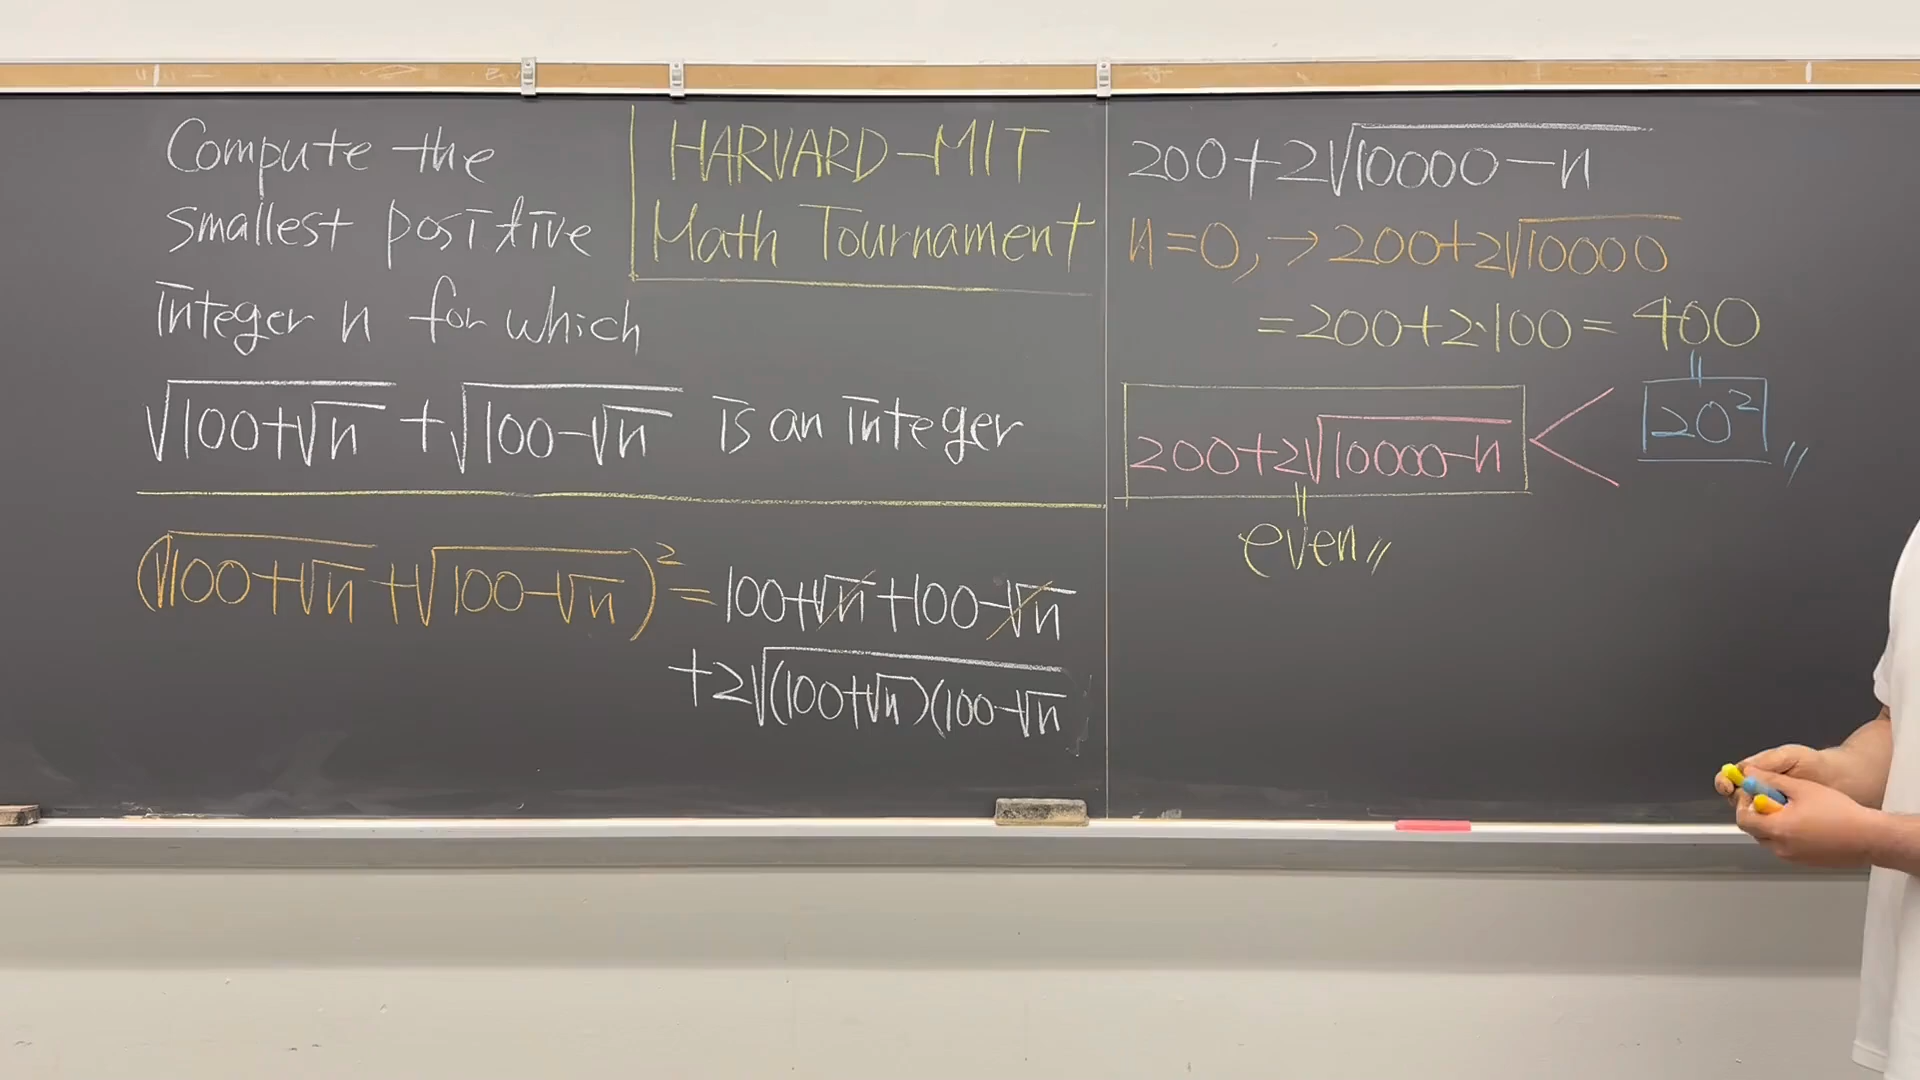 Compute the
smallest positive
integer n for which
√(100+√n) + √(100-√n) is an integer
HARVARD-MIT
Math Tournament
(√(100+√n) + √(100-√n))² = 100+√n+100-√n
+2√((100+√n)(100-√n
200+2√(10000-n)
n=0, → 200+2√10000
=200+2·100= 400
200+2√(10000-n) < 20²
even